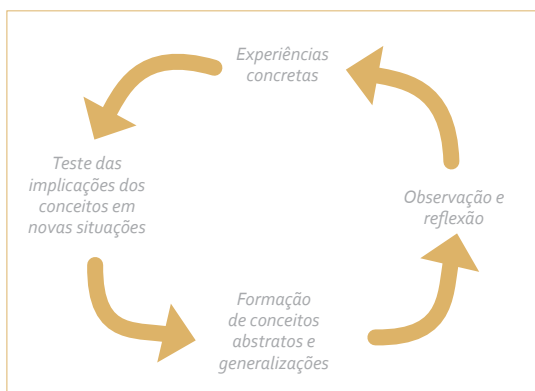 Experiências
concretas
Teste das
implicações dos
conceitos em
novas situações
Observação e
reflexão
Formação
de conceitos
abstratos e
generalizações